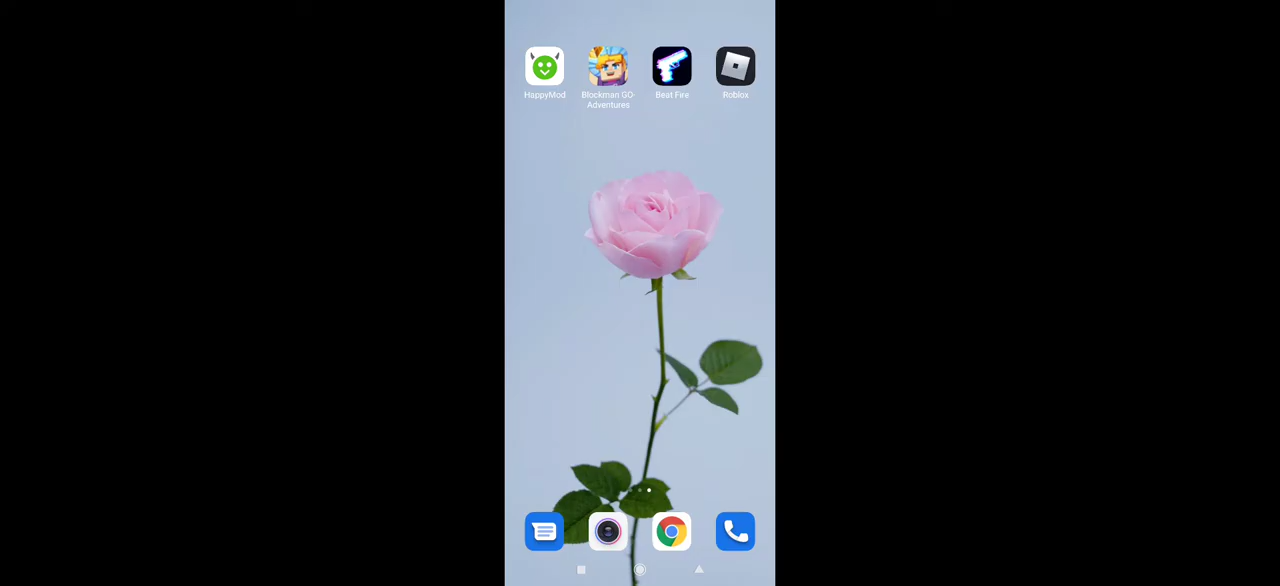 HappyMod
Blockman GO-
Adventures
Beat Fire
Roblox